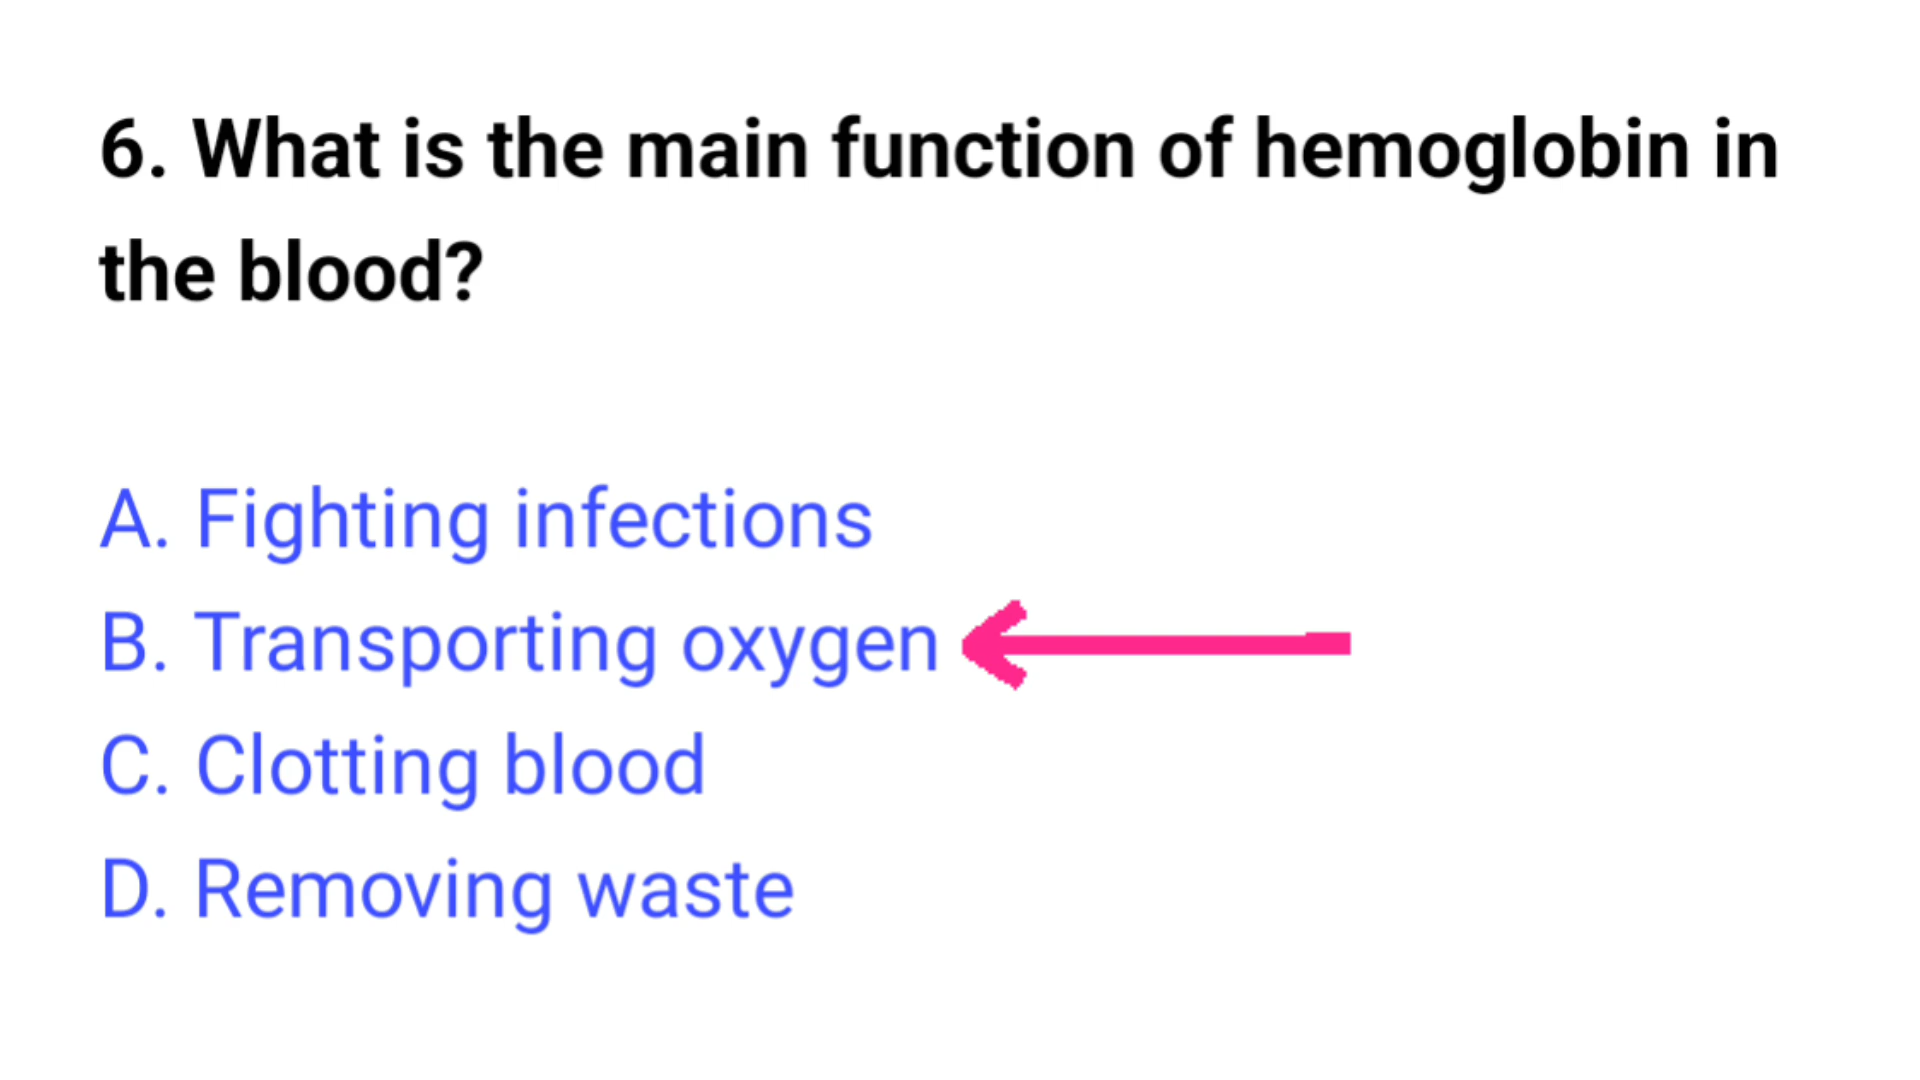 6. What is the main function of hemoglobin in
the blood?
A. Fighting infections
B. Transporting oxygen
C. Clotting blood
D. Removing waste